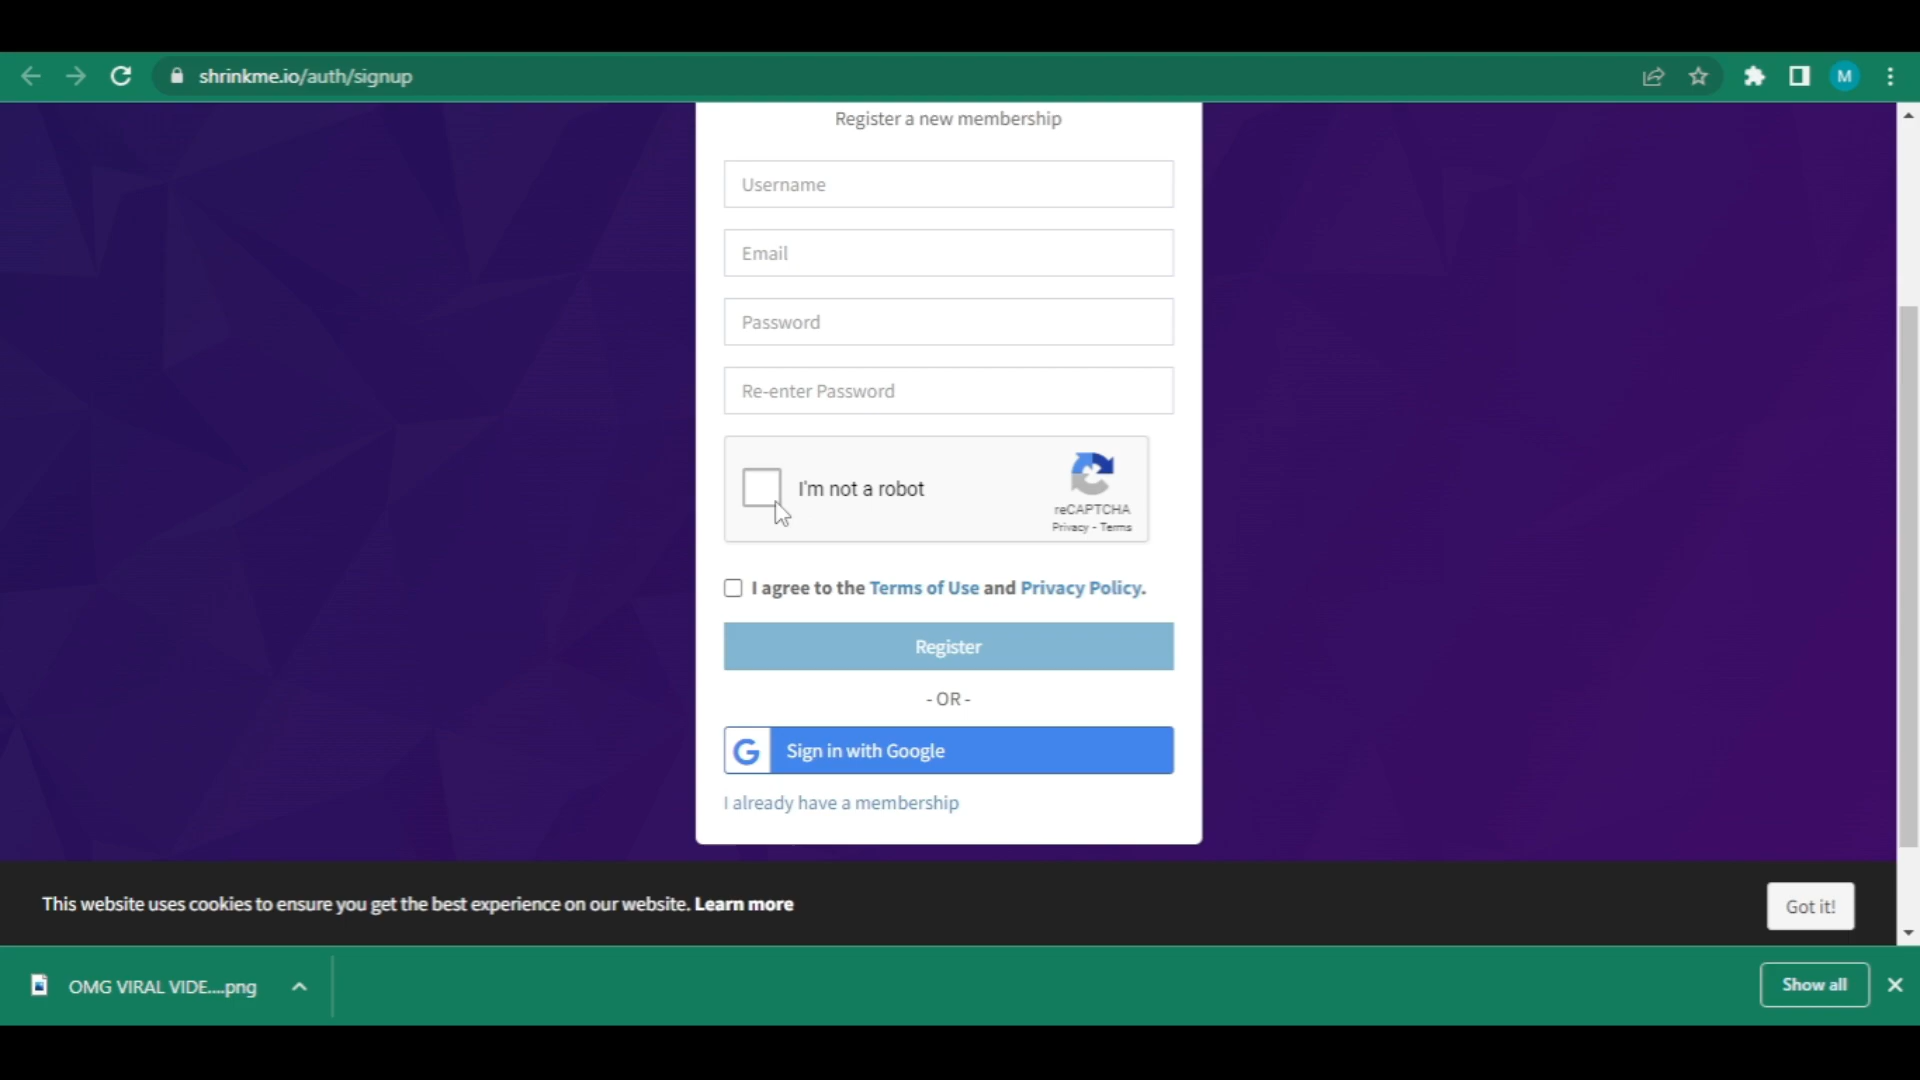 shrinkme.io/auth/signup
M
Register a new membership
Username
Email
Password
Re-enter Password
I'm not a robot
reCAPTCHA
Privacy - Terms
I agree to the Terms of Use and Privacy Policy.
Register
- OR -
G Sign in with Google
I already have a membership
This website uses cookies to ensure you get the best experience on our website. Learn more
Got it!
OMG VIRAL VIDE....png
Show all